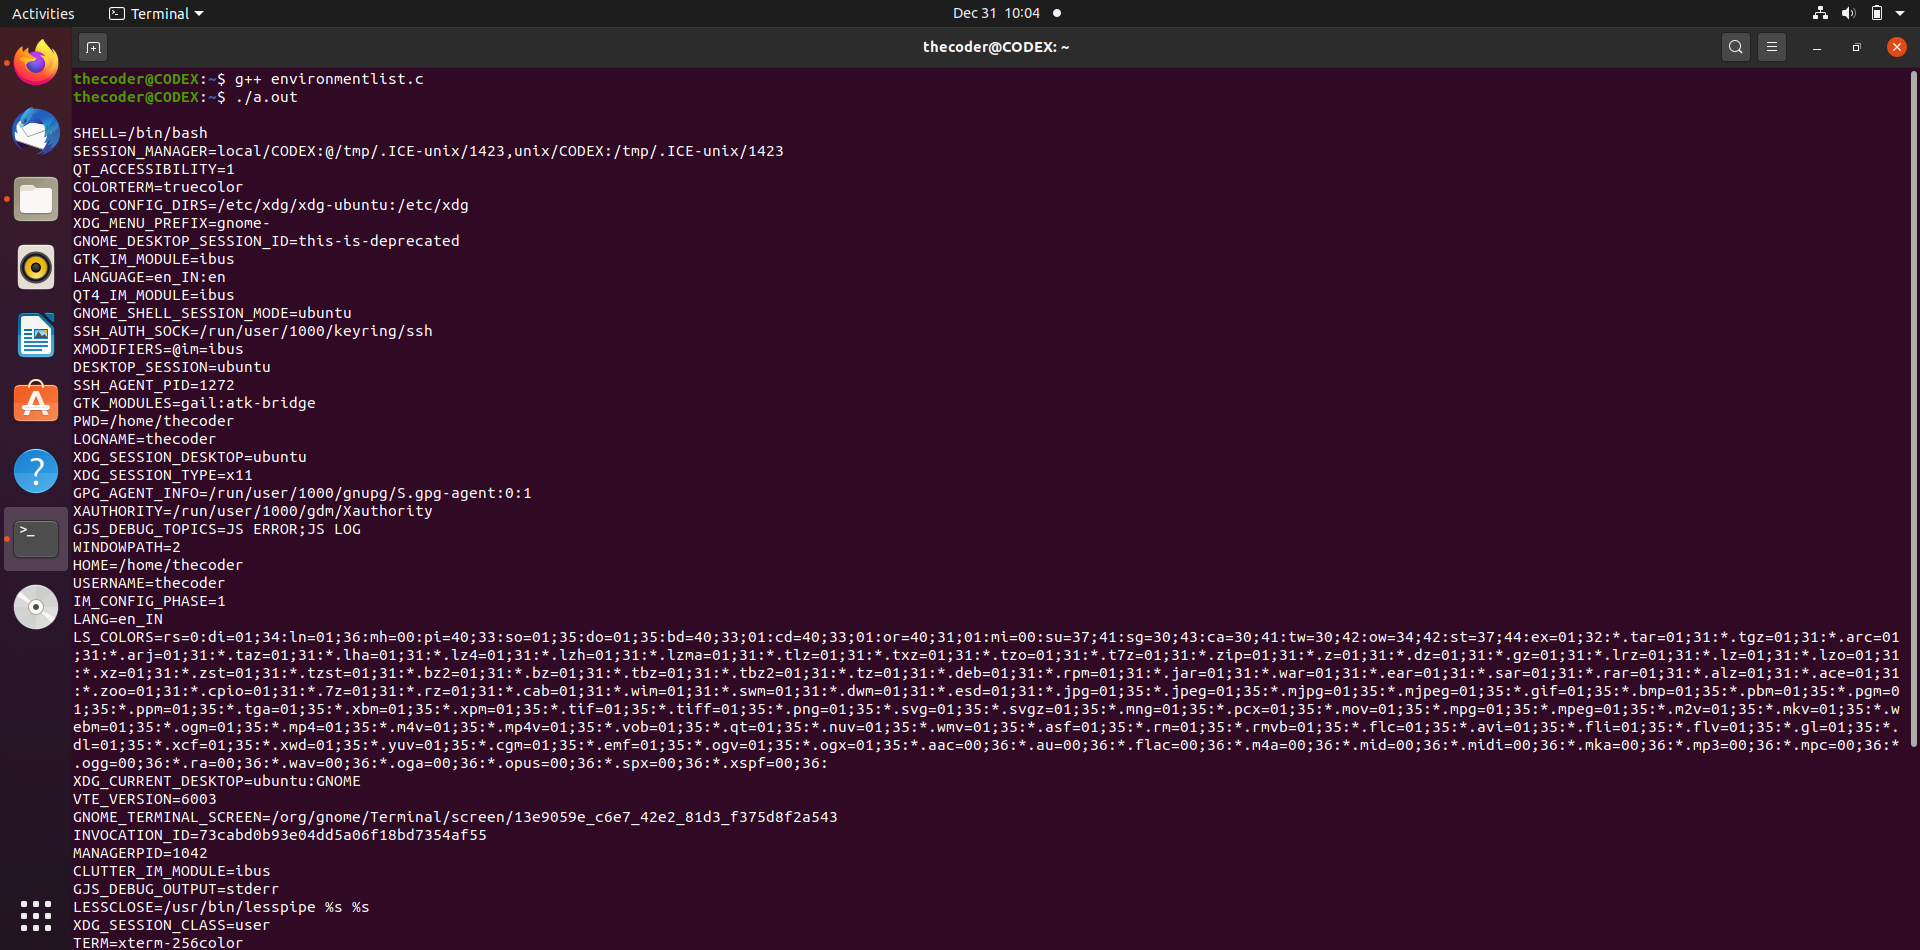 Activities
Terminal
Dec 31 10:04
thecoder@CODEX: ~
thecoder@CODEX:~$ g++ environmentlist.c
thecoder@CODEX:~$ ./a.out
SHELL=/bin/bash
SESSION_MANAGER=local/CODEX:@/tmp/.ICE-unix/1423,unix/CODEX:/tmp/.ICE-unix/1423
QT_ACCESSIBILITY=1
COLORTERM=truecolor
XDG_CONFIG_DIRS=/etc/xdg/xdg-ubuntu:/etc/xdg
XDG_MENU_PREFIX=gnome-
GNOME_DESKTOP_SESSION_ID=this-is-deprecated
GTK_IM_MODULE=ibus
LANGUAGE=en_IN:en
QT4_IM_MODULE=ibus
GNOME_SHELL_SESSION_MODE=ubuntu
SSH_AUTH_SOCK=/run/user/1000/keyring/ssh
XMODIFIERS=@im=ibus
DESKTOP_SESSION=ubuntu
SSH_AGENT_PID=1272
GTK_MODULES=gail:atk-bridge
PWD=/home/thecoder
LOGNAME=thecoder
XDG_SESSION_DESKTOP=ubuntu
XDG_SESSION_TYPE=x11
GPG_AGENT_INFO=/run/user/1000/gnupg/S.gpg-agent:0:1
XAUTHORITY=/run/user/1000/gdm/Xauthority
GJS_DEBUG_TOPICS=JS ERROR;JS LOG
WINDOWPATH=2
HOME=/home/thecoder
USERNAME=thecoder
IM_CONFIG_PHASE=1
LANG=en_IN
LS_COLORS=rs=0:di=01;34:ln=01;36:mh=00:pi=40;33:so=01;35:do=01;35:bd=40;33;01:cd=40;33;01:or=40;31;01:mi=00:su=37;41:sg=30;43:ca=30;41:tw=30;42:ow=34;42:st=37;44:ex=01;32:*.tar=01;31:*.tgz=01;31:*.arc=01
;31:*.arj=01;31:*.taz=01;31:*.lha=01;31:*.lz4=01;31:*.lzh=01;31:*.lzma=01;31:*.tlz=01;31:*.txz=01;31:*.tzo=01;31:*.t7z=01;31:*.zip=01;31:*.z=01;31:*.dz=01;31:*.gz=01;31:*.lrz=01;31:*.lz=01;31:*.lzo=01;31
:*.xz=01;31:*.zst=01;31:*.tzst=01;31:*.bz2=01;31:*.bz=01;31:*.tbz=01;31:*.tbz2=01;31:*.tz=01;31:*.deb=01;31:*.rpm=01;31:*.jar=01;31:*.war=01;31:*.ear=01;31:*.sar=01;31:*.rar=01;31:*.alz=01;31:*.ace=01;31
:*.zoo=01;31:*.cpio=01;31:*.7z=01;31:*.rz=01;31:*.cab=01;31:*.wim=01;31:*.swm=01;31:*.dwm=01;31:*.esd=01;31:*.jpg=01;35:*.jpeg=01;35:*.mjpg=01;35:*.mjpeg=01;35:*.gif=01;35:*.bmp=01;35:*.pbm=01;35:*.pgm=0
1;35:*.ppm=01;35:*.tga=01;35:*.xbm=01;35:*.xpm=01;35:*.tif=01;35:*.tiff=01;35:*.png=01;35:*.svg=01;35:*.svgz=01;35:*.mng=01;35:*.pcx=01;35:*.mov=01;35:*.mpg=01;35:*.mpeg=01;35:*.m2v=01;35:*.mkv=01;35:*.w
ebm=01;35:*.ogm=01;35:*.mp4=01;35:*.m4v=01;35:*.mp4v=01;35:*.vob=01;35:*.qt=01;35:*.nuv=01;35:*.wmv=01;35:*.asf=01;35:*.rm=01;35:*.rmvb=01;35:*.flc=01;35:*.avi=01;35:*.fli=01;35:*.flv=01;35:*.gl=01;35:*.
dl=01;35:*.xcf=01;35:*.xwd=01;35:*.yuv=01;35:*.cgm=01;35:*.emf=01;35:*.ogv=01;35:*.ogx=01;35:*.aac=00;36:*.au=00;36:*.flac=00;36:*.m4a=00;36:*.mid=00;36:*.midi=00;36:*.mka=00;36:*.mp3=00;36:*.mpc=00;36:*
.ogg=00;36:*.ra=00;36:*.wav=00;36:*.oga=00;36:*.opus=00;36:*.spx=00;36:*.xspf=00;36:
XDG_CURRENT_DESKTOP=ubuntu:GNOME
VTE_VERSION=6003
GNOME_TERMINAL_SCREEN=/org/gnome/Terminal/screen/13e9059e_c6e7_42e2_81d3_f375d8f2a543
INVOCATION_ID=73cabd0b93e04dd5a06f18bd7354af55
MANAGERPID=1042
CLUTTER_IM_MODULE=ibus
GJS_DEBUG_OUTPUT=stderr
LESSCLOSE=/usr/bin/lesspipe %s %s
XDG_SESSION_CLASS=user
TERM=xterm-256color